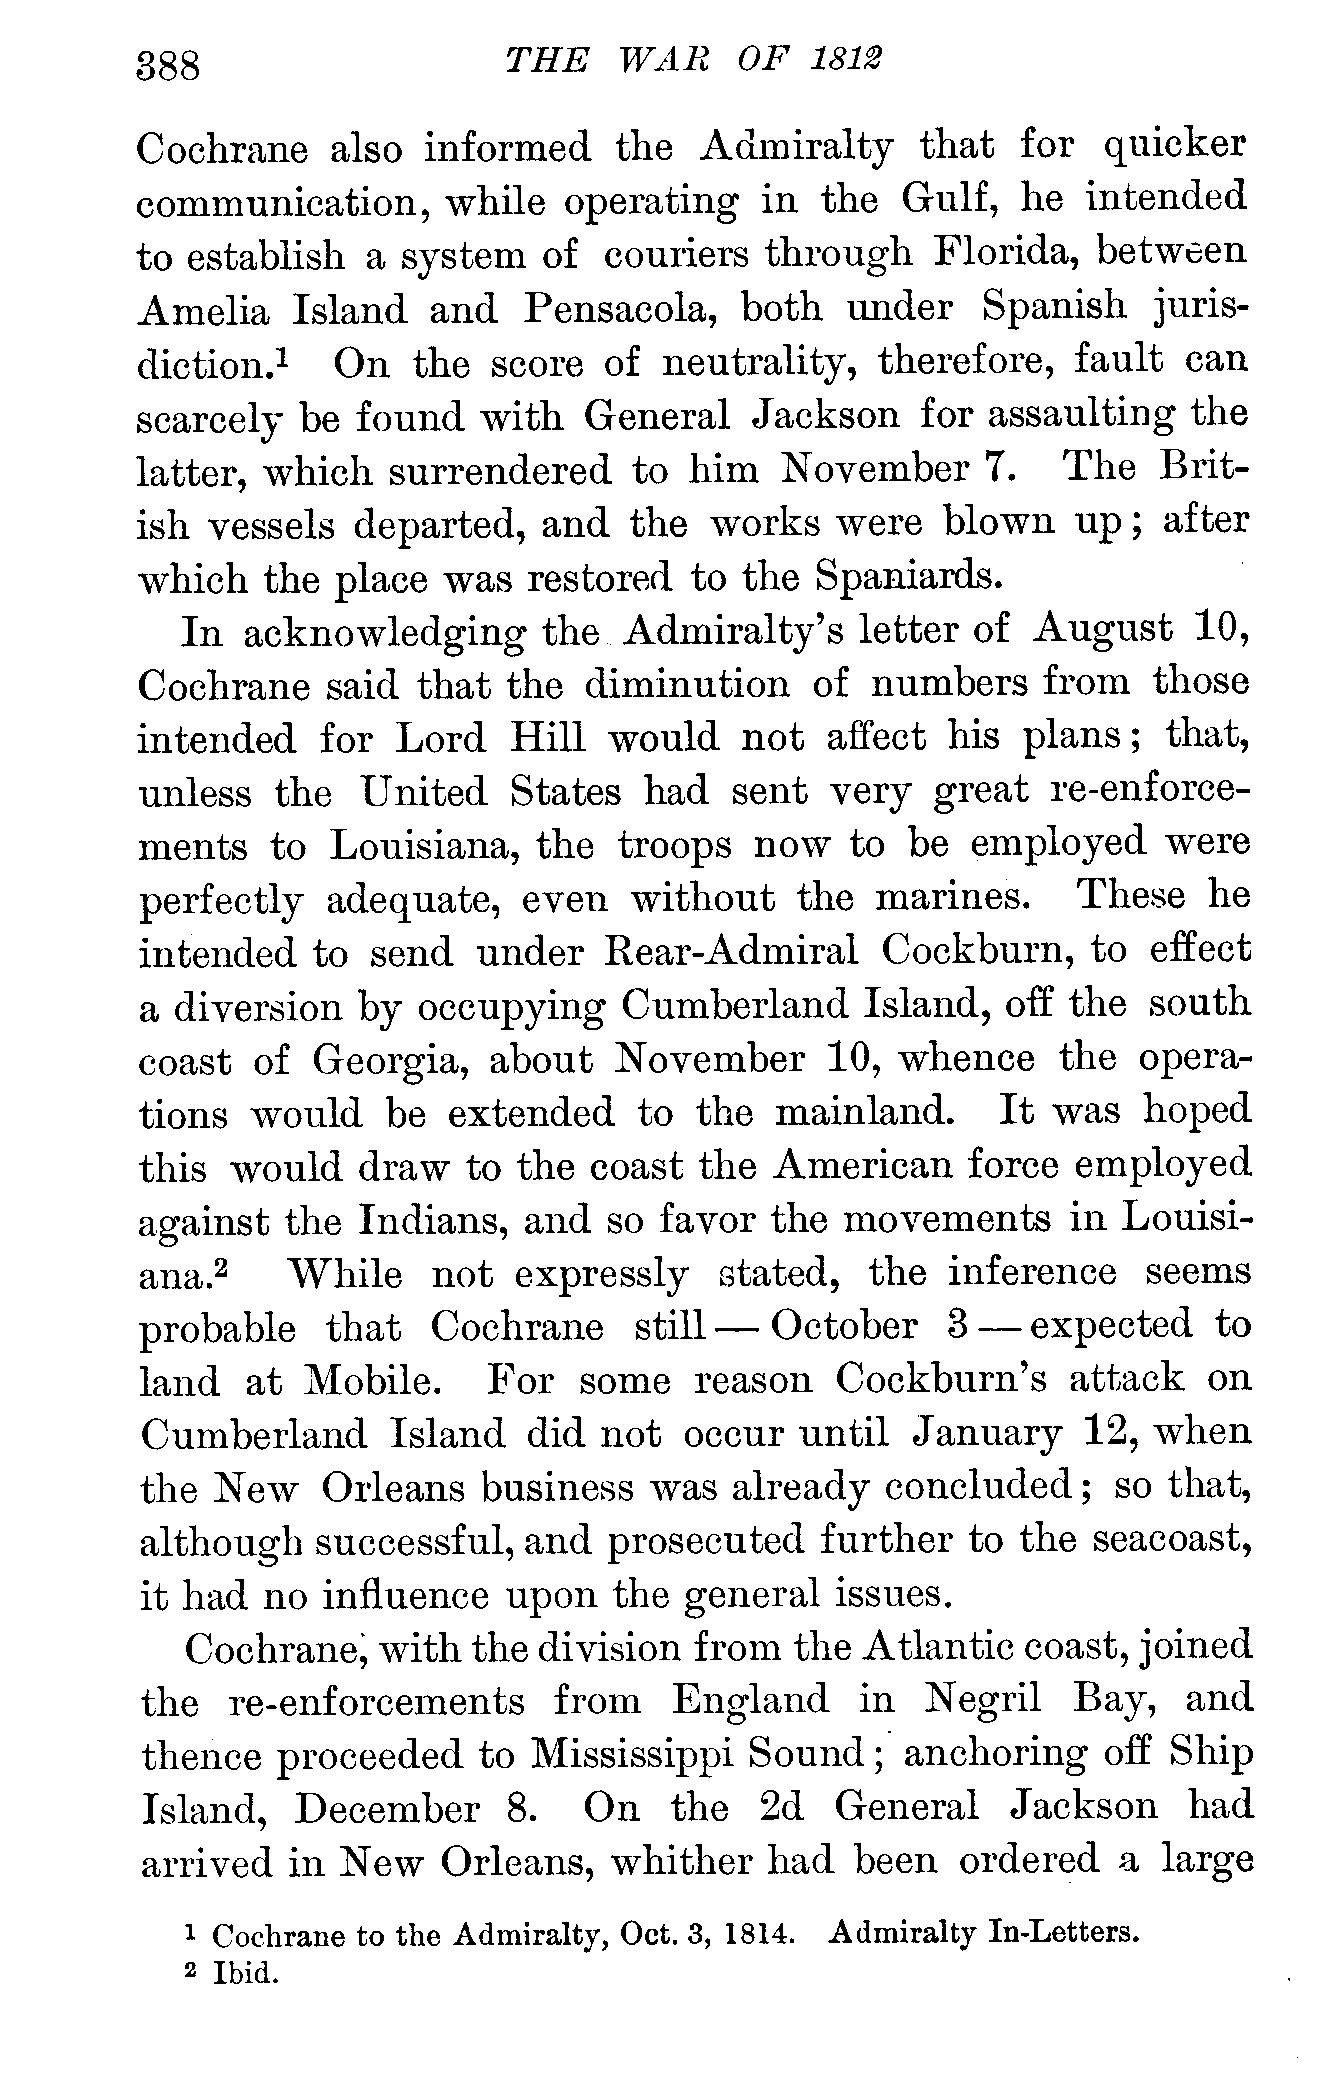 388 THE WAR OF 1812
Cochrane also informed the Admiralty that for quicker
communication, while operating in the Gulf, he intended
to establish a system of couriers through Florida, between
Amelia Island and Pensacola, both under Spanish juris-
diction.¹ On the score of neutrality, therefore, fault can
scarcely be found with General Jackson for assaulting the
latter, which surrendered to him November 7. The Brit-
ish vessels departed, and the works were blown up; after
which the place was restored to the Spaniards.
In acknowledging the Admiralty's letter of August 10,
Cochrane said that the diminution of numbers from those
intended for Lord Hill would not affect his plans; that,
unless the United States had sent very great re-enforce-
ments to Louisiana, the troops now to be employed were
perfectly adequate, even without the marines. These he
intended to send under Rear-Admiral Cockburn, to effect
a diversion by occupying Cumberland Island, off the south
coast of Georgia, about November 10, whence the opera-
tions would be extended to the mainland. It was hoped
this would draw to the coast the American force employed
against the Indians, and so favor the movements in Louisi-
ana.² While not expressly stated, the inference seems
probable that Cochrane still — October 3 — expected to
land at Mobile. For some reason Cockburn's attack on
Cumberland Island did not occur until January 12, when
the New Orleans business was already concluded; so that,
although successful, and prosecuted further to the seacoast,
it had no influence upon the general issues.
Cochrane, with the division from the Atlantic coast, joined
the re-enforcements from England in Negril Bay, and
thence proceeded to Mississippi Sound; anchoring off Ship
Island, December 8. On the 2d General Jackson had
arrived in New Orleans, whither had been ordered a large
¹ Cochrane to the Admiralty, Oct. 3, 1814. Admiralty In-Letters.
² Ibid.